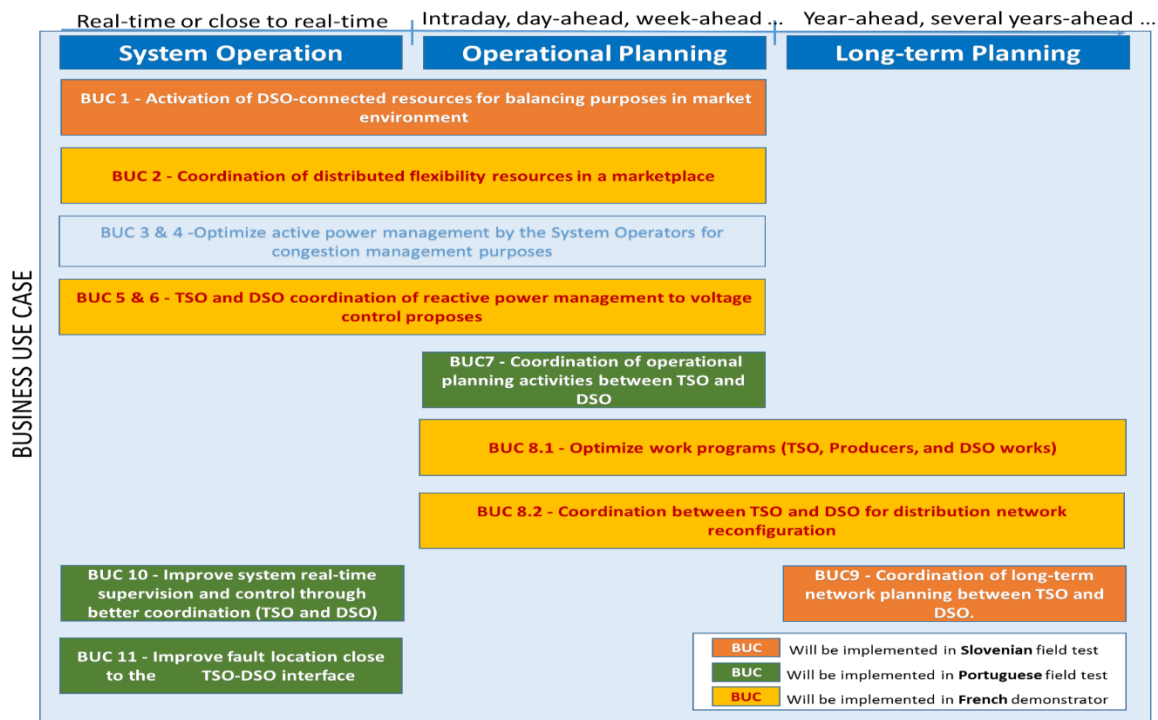 Real-time or close to real-time
Intraday, day-ahead, week-ahead ...
Year-ahead, several years-ahead ...
System Operation
Operational Planning
Long-term Planning
BUSINESS USE CASE
BUC 1 - Activation of DSO-connected resources for balancing purposes in market
environment
BUC 2 - Coordination of distributed flexibility resources in a marketplace
BUC 3 & 4 -Optimize active power management by the System Operators for
congestion management purposes
BUC 5 & 6 - TSO and DSO coordination of reactive power management to voltage
control proposes
BUC7 - Coordination of operational
planning activities between TSO and
DSO
BUC 8.1 - Optimize work programs (TSO, Producers, and DSO works)
BUC 8.2 - Coordination between TSO and DSO for distribution network
reconfiguration
BUC 10 - Improve system real-time
supervision and control through
better coordination (TSO and DSO)
BUC9 - Coordination of long-term
network planning between TSO and
DSO.
BUC 11 - Improve fault location close
to the TSO-DSO interface
BUC Will be implemented in Slovenian field test
BUC Will be implemented in Portuguese field test
BUC Will be implemented in French demonstrator